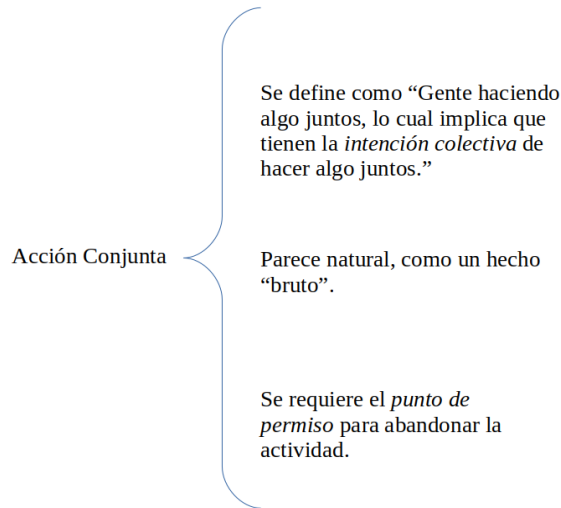 Se define como “Gente haciendo
algo juntos, lo cual implica que
tienen la intención colectiva de
hacer algo juntos.”
Acción Conjunta
Parece natural, como un hecho
“bruto”.
Se requiere el punto de
permiso para abandonar la
actividad.